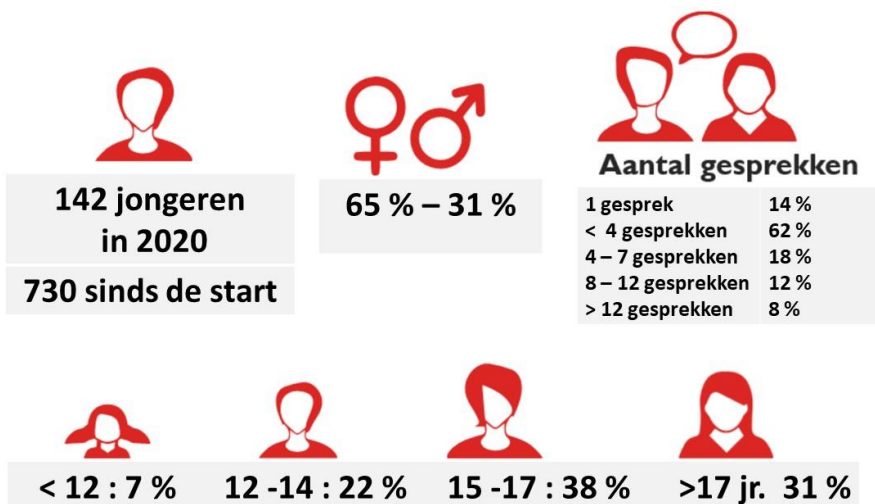 142 jongeren
in 2020
730 sinds de start
65 % – 31 %
Aantal gesprekken
1 gesprek 14 %
< 4 gesprekken 62 %
4 – 7 gesprekken 18 %
8 – 12 gesprekken 12 %
> 12 gesprekken 8 %
< 12 : 7 % 12 -14 : 22 % 15 -17 : 38 % >17 jr. 31 %